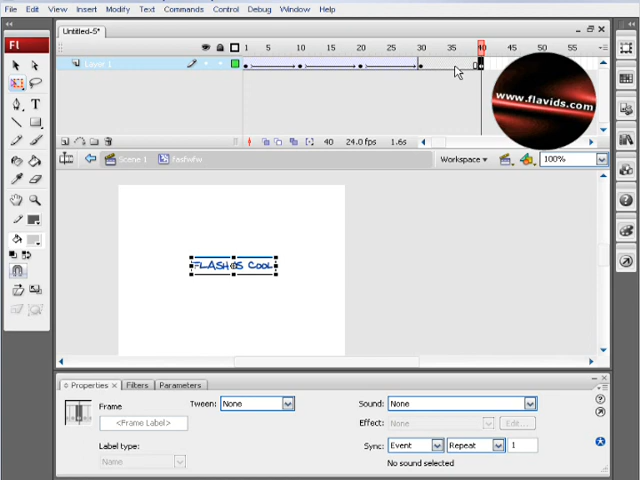 File Edit View Insert Modify Text Commands Control Debug Window Help
Fl
Untitled-5*
1 5 10 15 20 25 30 35 40 45 50 55
Layer 1
www.flavids.com
40 24.0 fps 1.6s
Scene 1 fasfwfw Workspace 100%
FLASH IS COOL
Properties Filters Parameters
Frame Tween: None Sound: None
<Frame Label> Effect: None Edit...
Label type: Sync: Event Repeat 1
Name No sound selected